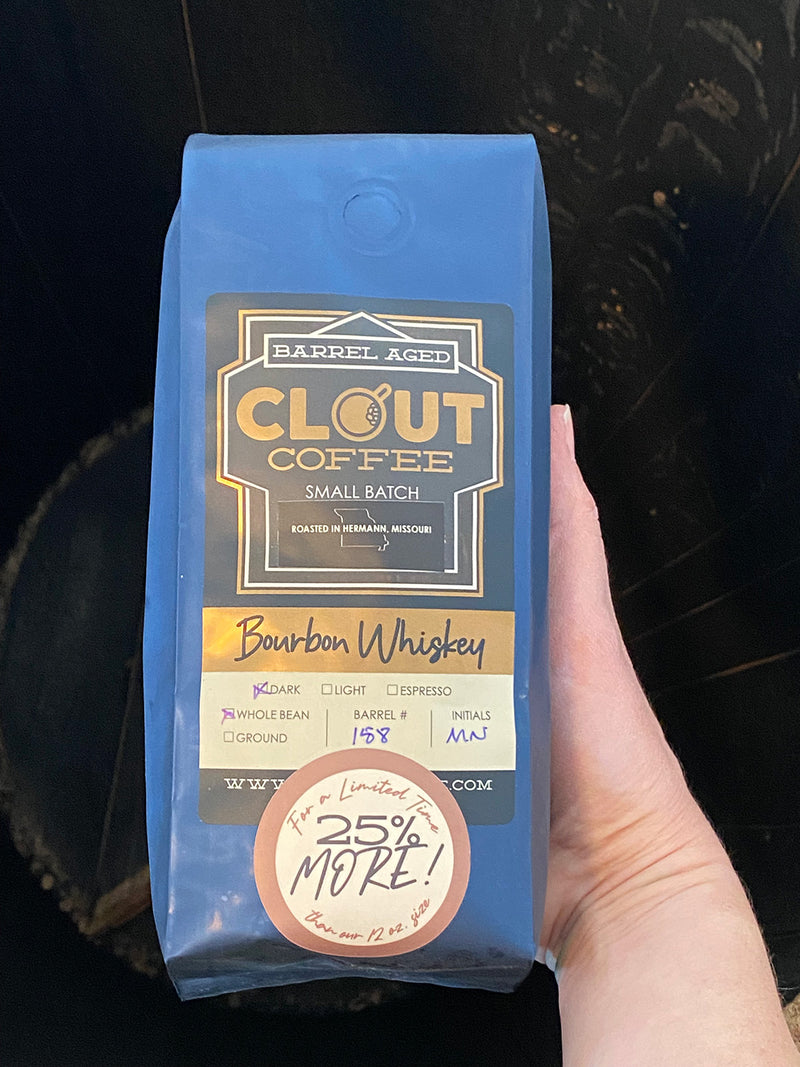 BARREL AGED
CLOUT
COFFEE
SMALL BATCH
ROASTED IN HERMANN, MISSOURI
Bourbon Whiskey
DARK LIGHT ESPRESSO
WHOLE BEAN BARREL # INITIALS
GROUND 158 MN
.COM
For a Limited Time
25%
MORE!
than our 12 oz. size